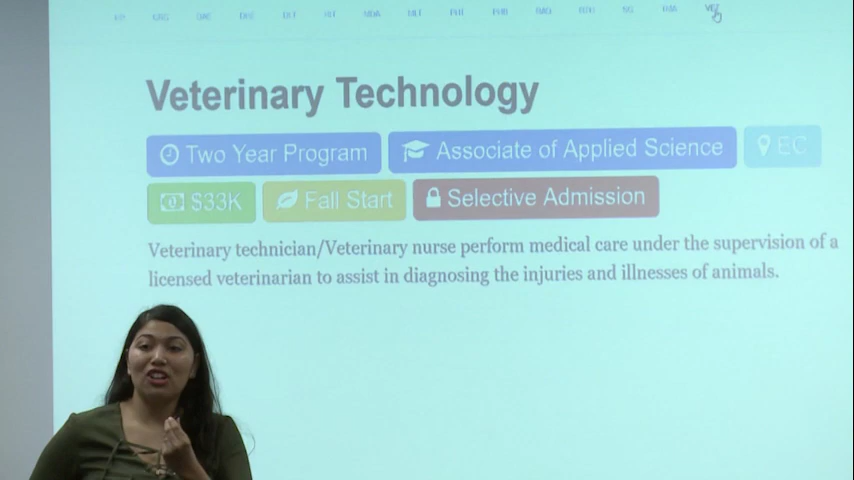 VET
Veterinary Technology
Two Year Program Associate of Applied Science EC
$33K Fall Start Selective Admission
Veterinary technician/Veterinary nurse perform medical care under the supervision of a
licensed veterinarian to assist in diagnosing the injuries and illnesses of animals.